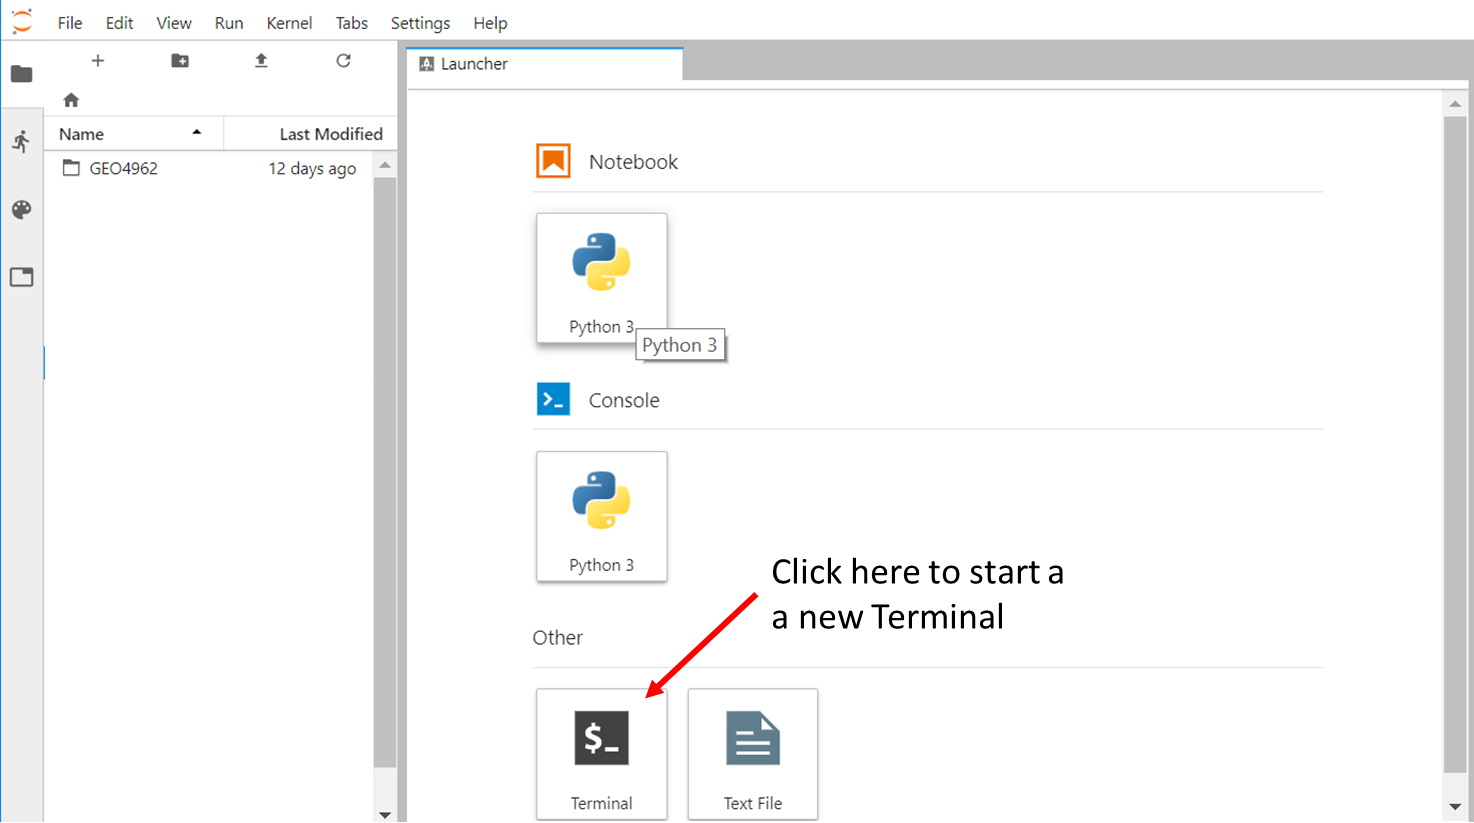 File Edit View Run Kernel Tabs Settings Help
Launcher
Name Last Modified
GEO4962 12 days ago
Notebook
Python 3
Python 3
Console
Python 3
Click here to start a
a new Terminal
Other
$_
Terminal Text File